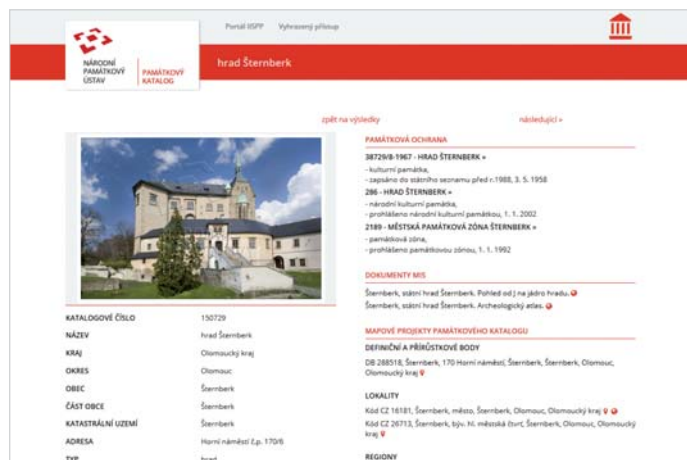 Portál IISPP
Vyhrazený přístup
NÁRODNÍ
PAMÁTKOVÝ
ÚSTAV
PAMÁTKOVÝ
KATALOG
hrad Šternberk
zpět na výsledky
následující »
PAMÁTKOVÁ OCHRANA
38729/8-1967 - HRAD ŠTERNBERK »
- kulturní památka,
- zapsáno do státního seznamu před r.1988, 3. 5. 1958
286 - HRAD ŠTERNBERK »
- národní kulturní památka,
- prohlášeno národní kulturní památkou, 1. 1. 2002
2189 - MĚSTSKÁ PAMÁTKOVÁ ZÓNA ŠTERNBERK »
- památková zóna,
- prohlášeno památkovou zónou, 1. 1. 1992
DOKUMENTY MIS
Šternberk, státní hrad Šternberk. Pohled od J na jádro hradu.
Šternberk, státní hrad Šternberk. Archeologický atlas.
MAPOVÉ PROJEKTY PAMÁTKOVÉHO KATALOGU
DEFINIČNÍ A PŘÍRŮSTKOVÉ BODY
DB 288518, Šternberk, 170 Horní náměstí, Šternberk, Šternberk, Olomouc,
Olomoucký kraj
LOKALITY
Kód CZ 16181, Šternberk, město, Šternberk, Olomouc, Olomoucký kraj
Kód CZ 26713, Šternberk, býv. hl. městská čtvrť, Šternberk, Olomouc, Olomoucký
kraj
REGIONY
KATALOGOVÉ ČÍSLO 150729
NÁZEV hrad Šternberk
KRAJ Olomoucký kraj
OKRES Olomouc
OBEC Šternberk
ČÁST OBCE Šternberk
KATASTRÁLNÍ UZEMÍ Šternberk
ADRESA Horní náměstí č.p. 170/6
TYP hrad